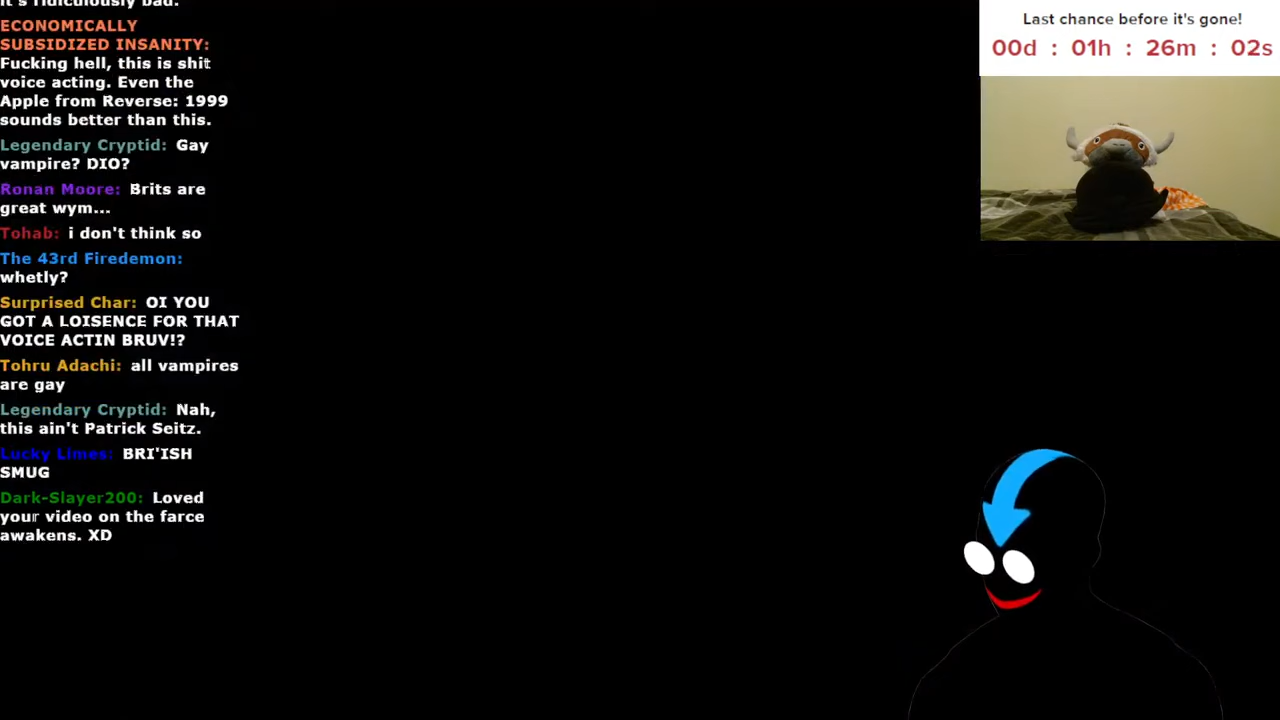 it's ridiculously bad.
ECONOMICALLY
SUBSIDIZED INSANITY:
Fucking hell, this is shit
voice acting. Even the
Apple from Reverse: 1999
sounds better than this.
Legendary Cryptid: Gay
vampire? DIO?
Ronan Moore: Brits are
great wym...
Tohab: i don't think so
The 43rd Firedemon:
whetly?
Surprised Char: OI YOU
GOT A LOISENCE FOR THAT
VOICE ACTIN BRUV!?
Tohru Adachi: all vampires
are gay
Legendary Cryptid: Nah,
this ain't Patrick Seitz.
Lucky Limes: BRI'ISH
SMUG
Dark-Slayer200: Loved
your video on the farce
awakens. XD
Last chance before it's gone!
00d : 01h : 26m : 02s